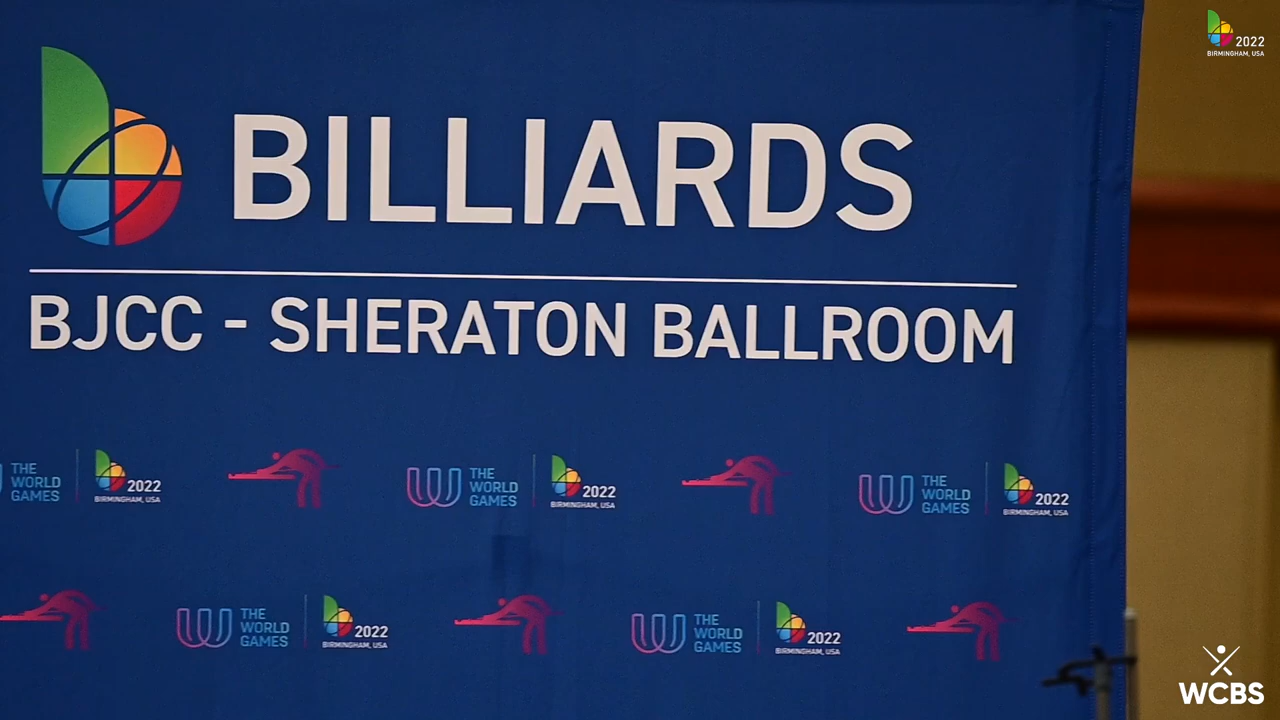 2022
BIRMINGHAM, USA
BILLIARDS
BJCC - SHERATON BALLROOM
THE
WORLD
GAMES
2022
BIRMINGHAM, USA
THE
WORLD
GAMES
2022
BIRMINGHAM, USA
THE
WORLD
GAMES
2022
BIRMINGHAM, USA
THE
WORLD
GAMES
2022
BIRMINGHAM, USA
THE
WORLD
GAMES
2022
BIRMINGHAM, USA
WCBS